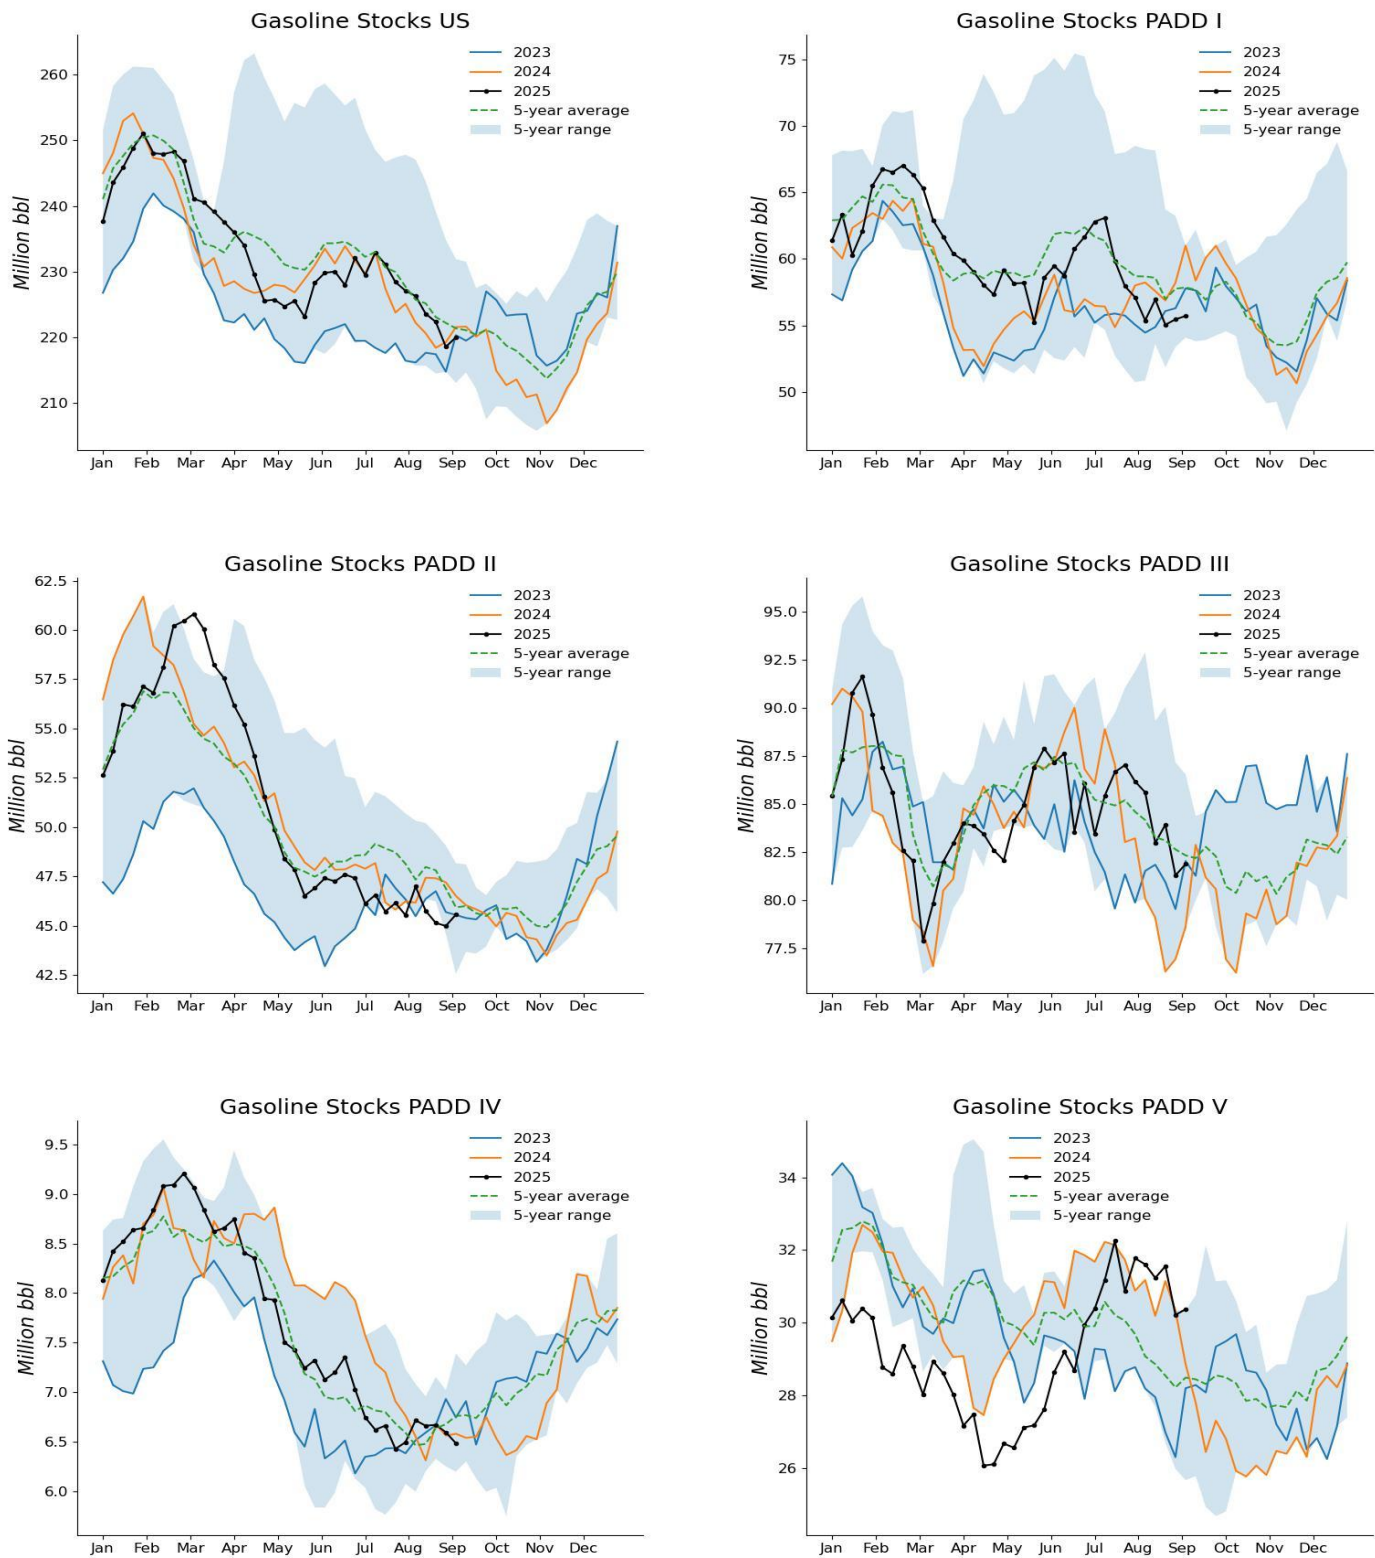 Gasoline Stocks US
Million bbl
260
250
240
230
220
210
Jan Feb Mar Apr May Jun Jul Aug Sep Oct Nov Dec
2023
2024
2025
5-year average
5-year range
Gasoline Stocks PADD I
Million bbl
75
70
65
60
55
50
Jan Feb Mar Apr May Jun Jul Aug Sep Oct Nov Dec
2023
2024
2025
5-year average
5-year range
Gasoline Stocks PADD II
Million bbl
62.5
60.0
57.5
55.0
52.5
50.0
47.5
45.0
42.5
Jan Feb Mar Apr May Jun Jul Aug Sep Oct Nov Dec
2023
2024
2025
5-year average
5-year range
Gasoline Stocks PADD III
Million bbl
95.0
92.5
90.0
87.5
85.0
82.5
80.0
77.5
Jan Feb Mar Apr May Jun Jul Aug Sep Oct Nov Dec
2023
2024
2025
5-year average
5-year range
Gasoline Stocks PADD IV
Million bbl
9.5
9.0
8.5
8.0
7.5
7.0
6.5
6.0
Jan Feb Mar Apr May Jun Jul Aug Sep Oct Nov Dec
2023
2024
2025
5-year average
5-year range
Gasoline Stocks PADD V
Million bbl
34
32
30
28
26
Jan Feb Mar Apr May Jun Jul Aug Sep Oct Nov Dec
2023
2024
2025
5-year average
5-year range